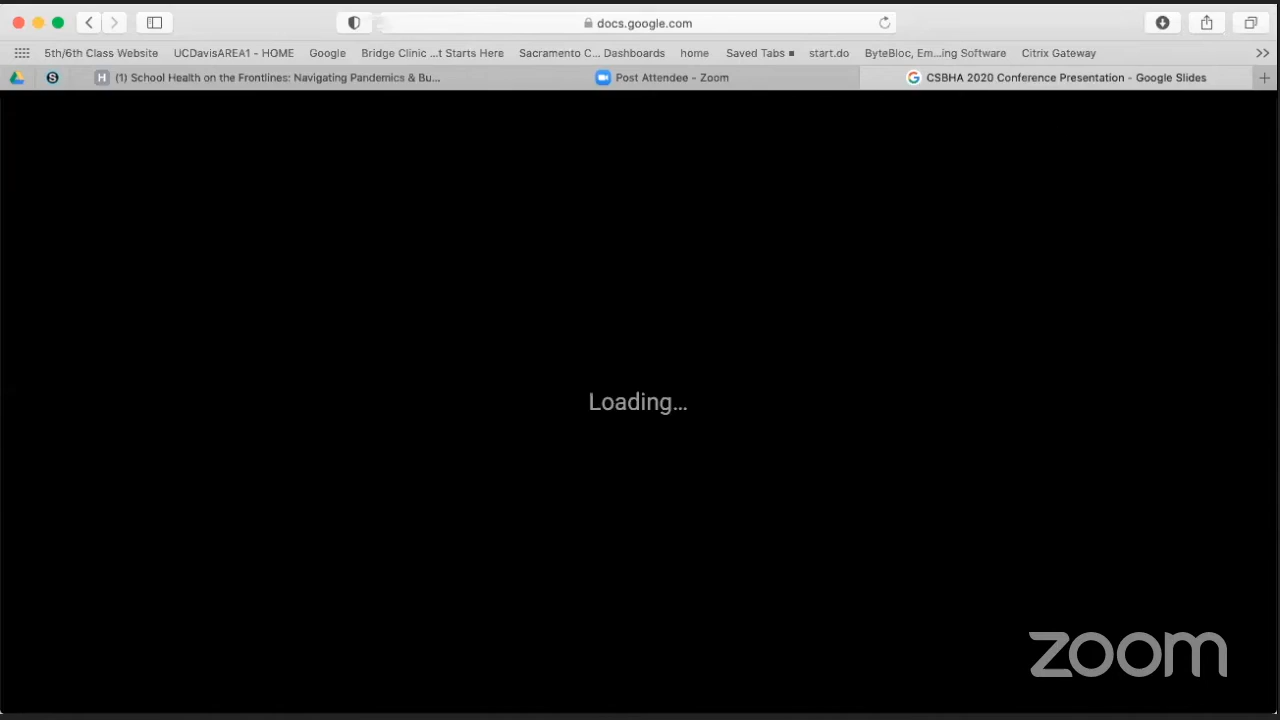 docs.google.com
5th/6th Class Website UCDavisAREA1 - HOME Google Bridge Clinic ...t Starts Here Sacramento C... Dashboards home Saved Tabs start.do ByteBloc, Em...ing Software Citrix Gateway
(1) School Health on the Frontlines: Navigating Pandemics & Bu... Post Attendee - Zoom CSBHA 2020 Conference Presentation - Google Slides
Loading...
zoom